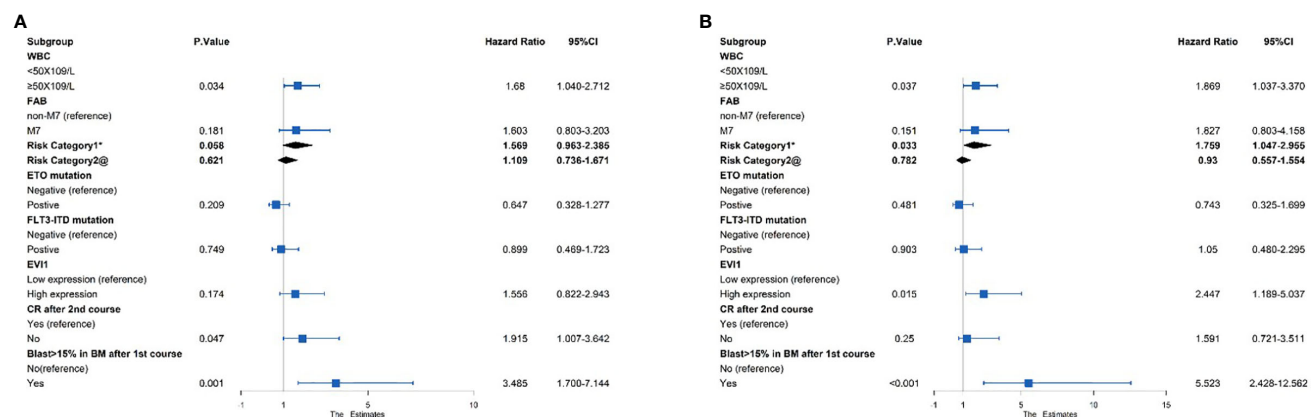 A
Subgroup P.Value Hazard Ratio 95%CI
WBC
<50X109/L
≥50X109/L 0.034 1.68 1.040-2.712
FAB
non-M7 (reference)
M7 0.181 1.603 0.803-3.203
Risk Category1* 0.058 1.569 0.963-2.385
Risk Category2@ 0.621 1.109 0.736-1.671
ETO mutation
Negative (reference)
Postive 0.209 0.647 0.328-1.277
FLT3-ITD mutation
Negative (reference)
Postive 0.749 0.899 0.469-1.723
EVI1
Low expression (reference)
High expression 0.174 1.556 0.822-2.943
CR after 2nd course
Yes (reference)
No 0.047 1.915 1.007-3.642
Blast>15% in BM after 1st course
No(reference)
Yes 0.001 3.485 1.700-7.144
-1 1 5 10
The Estimates
B
Subgroup P.Value Hazard Ratio 95%CI
WBC
<50X109/L
≥50X109/L 0.037 1.869 1.037-3.370
FAB
non-M7 (reference)
M7 0.151 1.827 0.803-4.158
Risk Category1* 0.033 1.759 1.047-2.955
Risk Category2@ 0.782 0.93 0.557-1.554
ETO mutation
Negative (reference)
Postive 0.481 0.743 0.325-1.699
FLT3-ITD mutation
Negative (reference)
Postive 0.903 1.05 0.480-2.295
EVI1
Low expression (reference)
High expression 0.015 2.447 1.189-5.037
CR after 2nd course
Yes (reference)
No 0.25 1.591 0.721-3.511
Blast>15% in BM after 1st course
No (reference)
Yes <0.001 5.523 2.428-12.562
-1 1 5 10 15
The Estimates